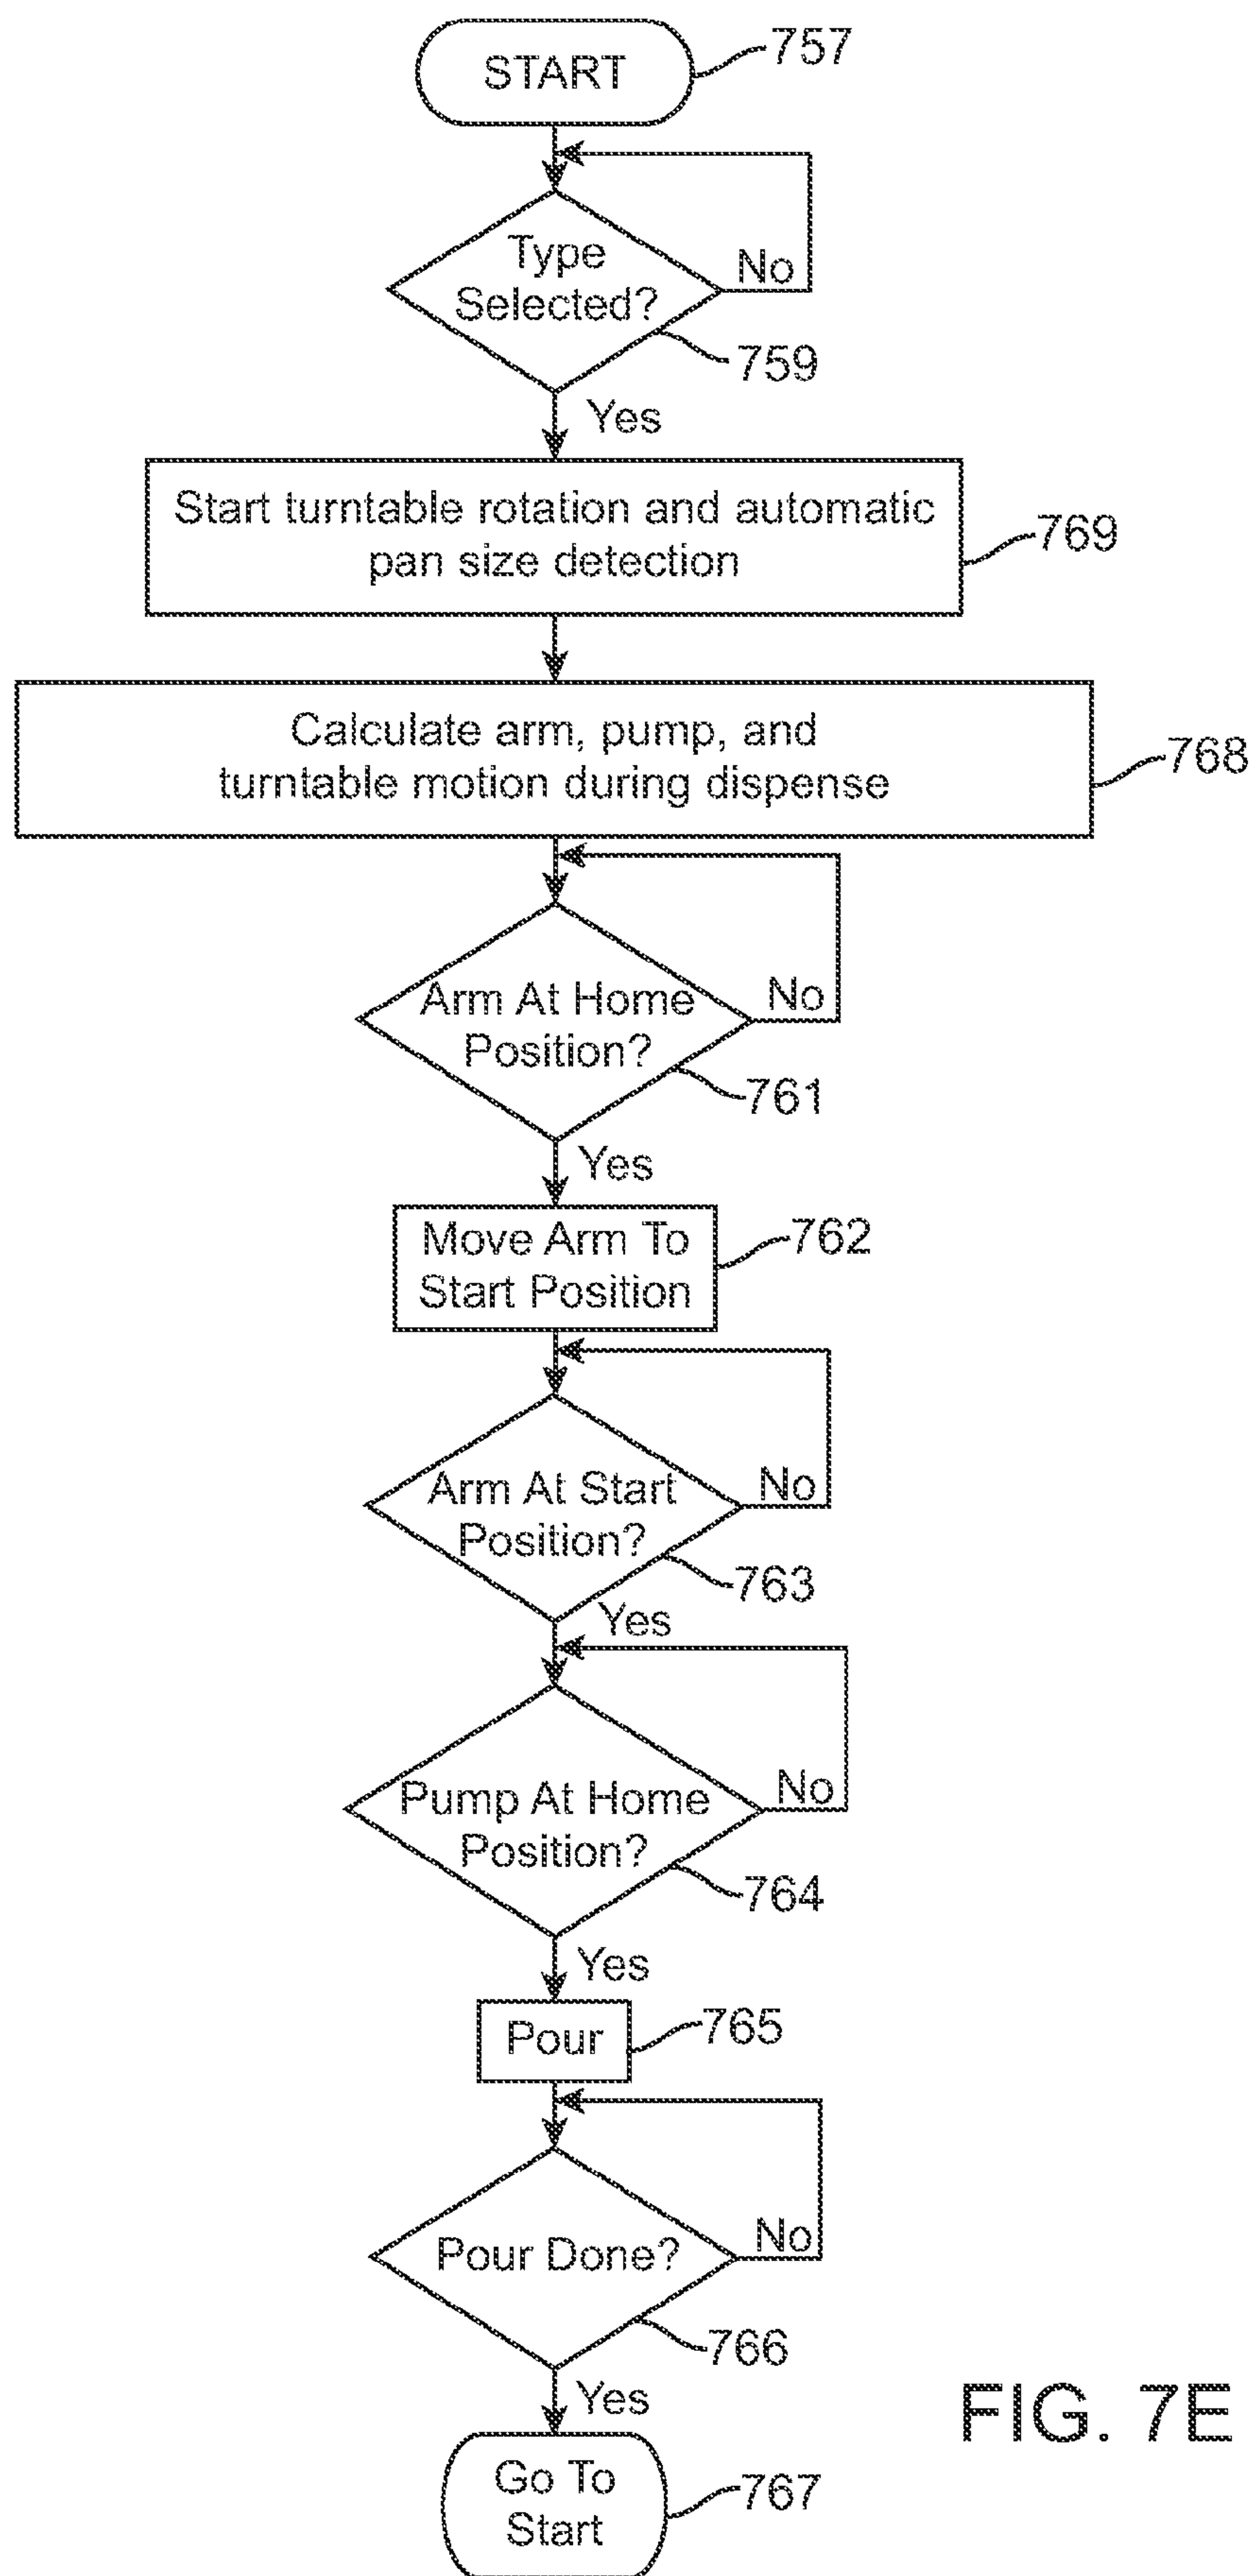 START
757
Type
Selected?
No
759
Yes
Start turntable rotation and automatic
pan size detection
769
Calculate arm, pump, and
turntable motion during dispense
768
Arm At Home
Position?
No
761
Yes
Move Arm To
Start Position
762
Arm At Start
Position?
No
763
Yes
Pump At Home
Position?
No
764
Yes
Pour
765
Pour Done?
No
766
Yes
Go To
Start
767
FIG. 7E